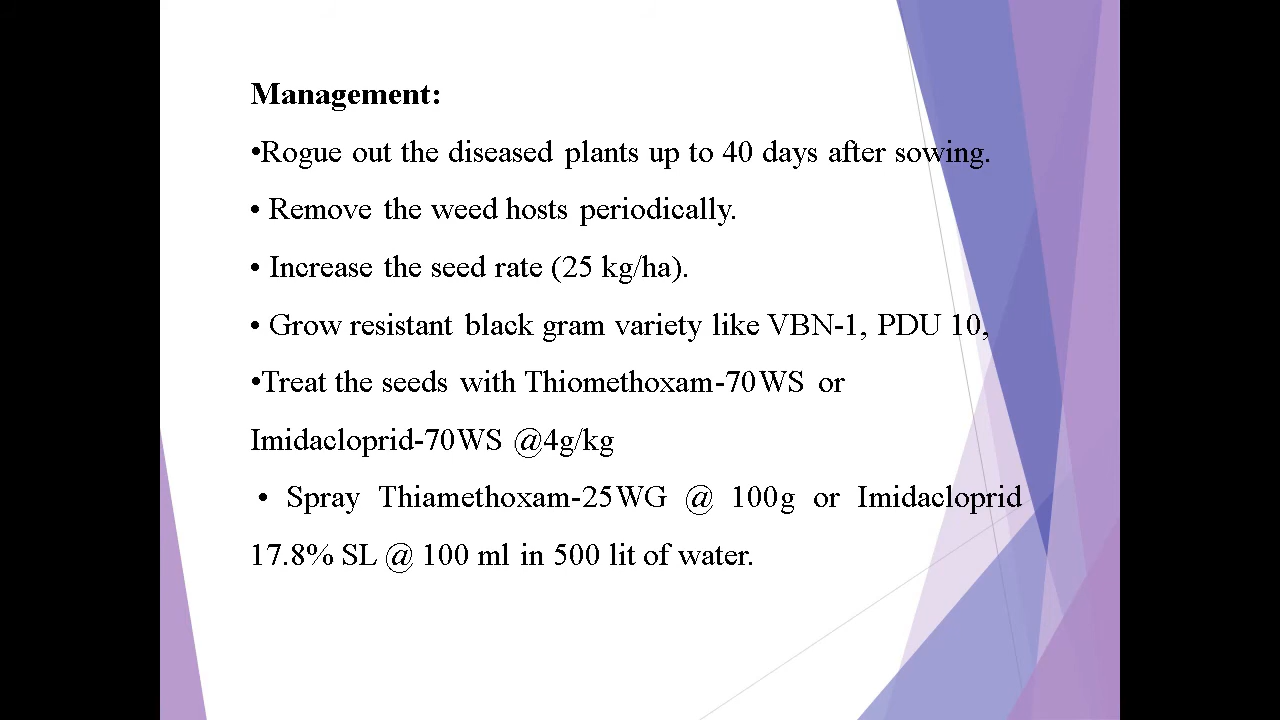 Management:
•Rogue out the diseased plants up to 40 days after sowing.
• Remove the weed hosts periodically.
• Increase the seed rate (25 kg/ha).
• Grow resistant black gram variety like VBN-1, PDU 10,
•Treat the seeds with Thiomethoxam-70WS or
Imidacloprid-70WS @4g/kg
• Spray Thiamethoxam-25WG @ 100g or Imidacloprid
17.8% SL @ 100 ml in 500 lit of water.